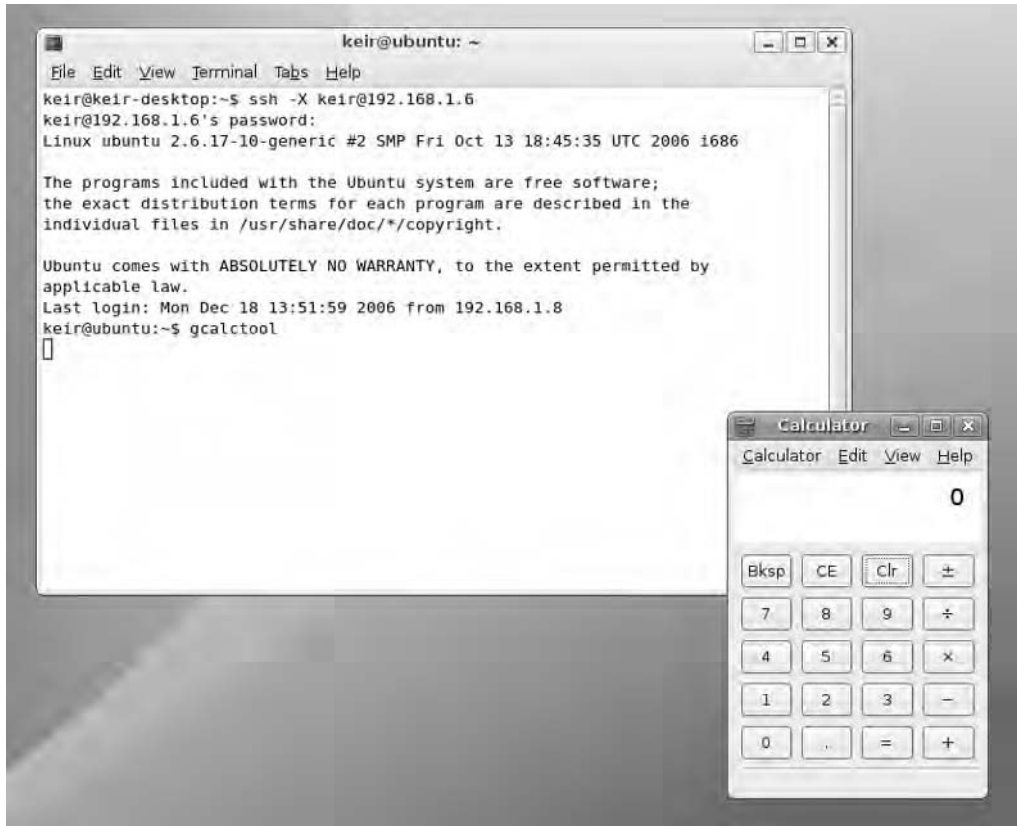 keir@ubuntu: ~
File Edit View Terminal Tabs Help
keir@keir-desktop:~$ ssh -X keir@192.168.1.6
keir@192.168.1.6's password:
Linux ubuntu 2.6.17-10-generic #2 SMP Fri Oct 13 18:45:35 UTC 2006 i686
The programs included with the Ubuntu system are free software;
the exact distribution terms for each program are described in the
individual files in /usr/share/doc/*/copyright.
Ubuntu comes with ABSOLUTELY NO WARRANTY, to the extent permitted by
applicable law.
Last login: Mon Dec 18 13:51:59 2006 from 192.168.1.8
keir@ubuntu:~$ gcalctool
Calculator
Calculator Edit View Help
0
Bksp CE Clr ±
7 8 9 ÷
4 5 6 ×
1 2 3 −
0 . = +